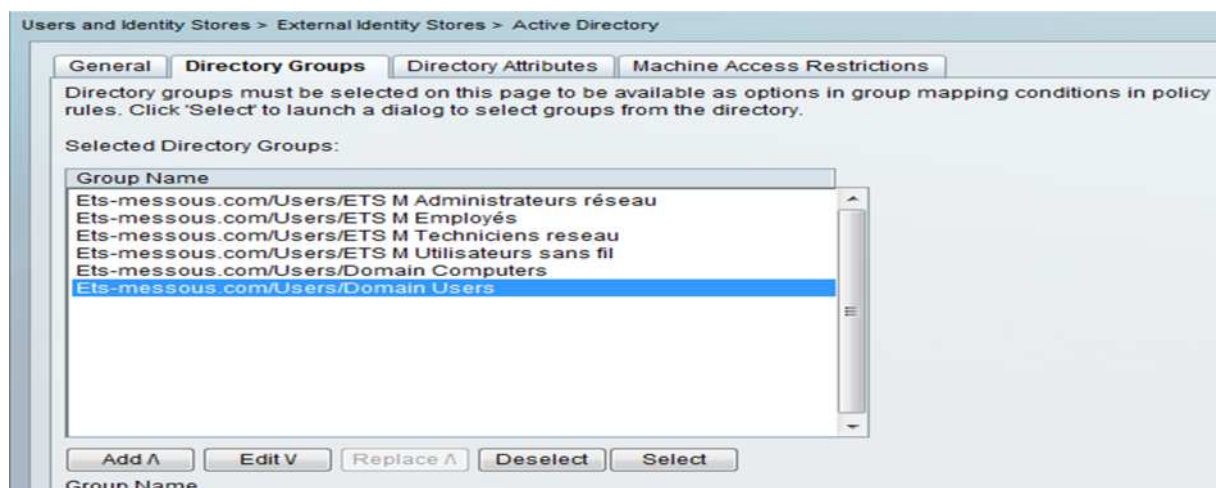 Users and Identity Stores > External Identity Stores > Active Directory
General Directory Groups Directory Attributes Machine Access Restrictions
Directory groups must be selected on this page to be available as options in group mapping conditions in policy
rules. Click 'Select' to launch a dialog to select groups from the directory.
Selected Directory Groups:
Group Name
Ets-messous.com/Users/ETS M Administrateurs réseau
Ets-messous.com/Users/ETS M Employés
Ets-messous.com/Users/ETS M Techniciens reseau
Ets-messous.com/Users/ETS M Utilisateurs sans fil
Ets-messous.com/Users/Domain Computers
Ets-messous.com/Users/Domain Users
Add Λ Edit V Replace Λ Deselect Select
Group Name